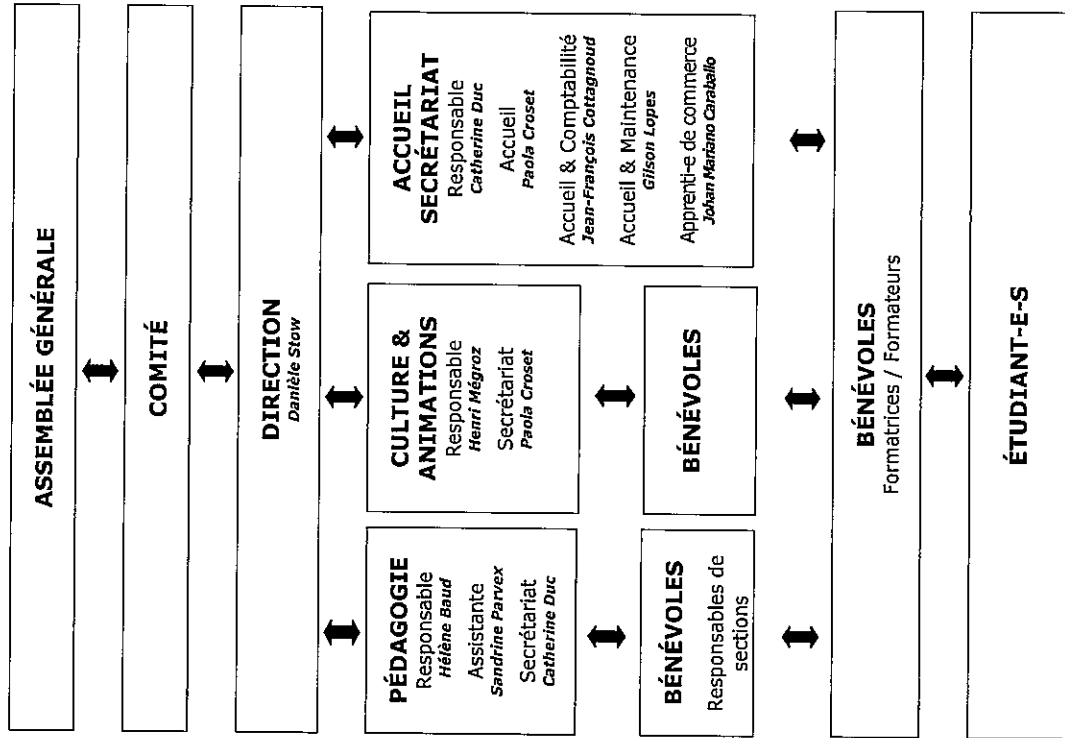 ASSEMBLÉE GÉNÉRALE
COMITÉ
DIRECTION
Danièle Stow
PÉDAGOGIE
Responsable
Hélène Baud
Assistante
Sandrine Parvex
Secrétariat
Catherine Duc
CULTURE &
ANIMATIONS
Responsable
Henri Mégroz
Secrétariat
Paola Croset
ACCUEIL
SECRÉTARIAT
Responsable
Catherine Duc
Accueil
Paola Croset
Accueil & Comptabilité
Jean-François Cottagnoud
Accueil & Maintenance
Gilson Lopes
Apprenti-e de commerce
Johan Mariano Caraballo
BÉNÉVOLES
Responsables de
sections
BÉNÉVOLES
BÉNÉVOLES
Formatrices / Formateurs
ÉTUDIANT-E-S